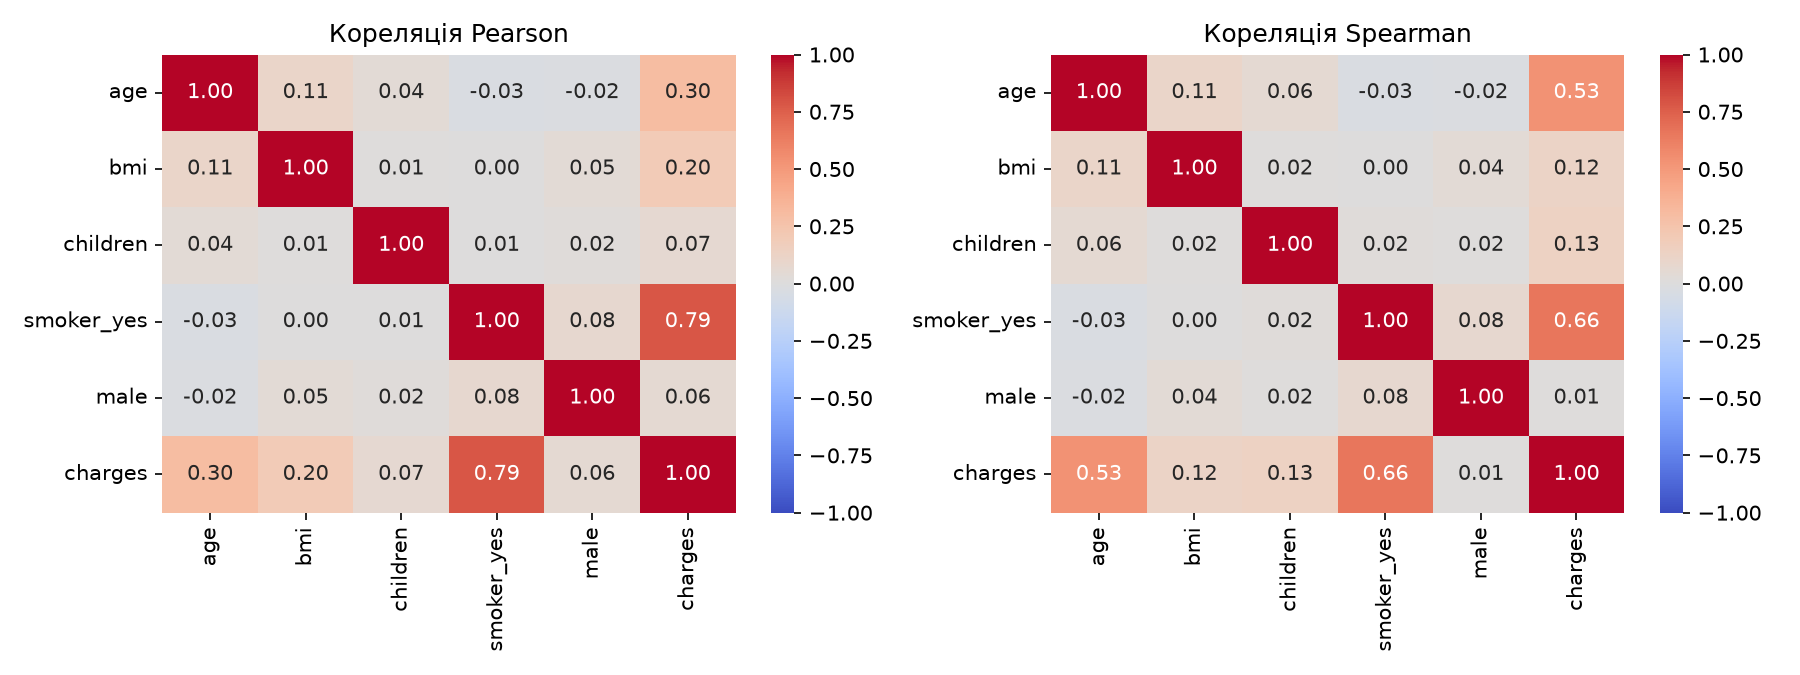 Кореляція Pearson
age 1.00 0.11 0.04 -0.03 -0.02 0.30
bmi 0.11 1.00 0.01 0.00 0.05 0.20
children 0.04 0.01 1.00 0.01 0.02 0.07
smoker_yes -0.03 0.00 0.01 1.00 0.08 0.79
male -0.02 0.05 0.02 0.08 1.00 0.06
charges 0.30 0.20 0.07 0.79 0.06 1.00
age bmi children smoker_yes male charges
1.00
0.75
0.50
0.25
0.00
−0.25
−0.50
−0.75
−1.00
Кореляція Spearman
age 1.00 0.11 0.06 -0.03 -0.02 0.53
bmi 0.11 1.00 0.02 0.00 0.04 0.12
children 0.06 0.02 1.00 0.02 0.02 0.13
smoker_yes -0.03 0.00 0.02 1.00 0.08 0.66
male -0.02 0.04 0.02 0.08 1.00 0.01
charges 0.53 0.12 0.13 0.66 0.01 1.00
age bmi children smoker_yes male charges
1.00
0.75
0.50
0.25
0.00
−0.25
−0.50
−0.75
−1.00